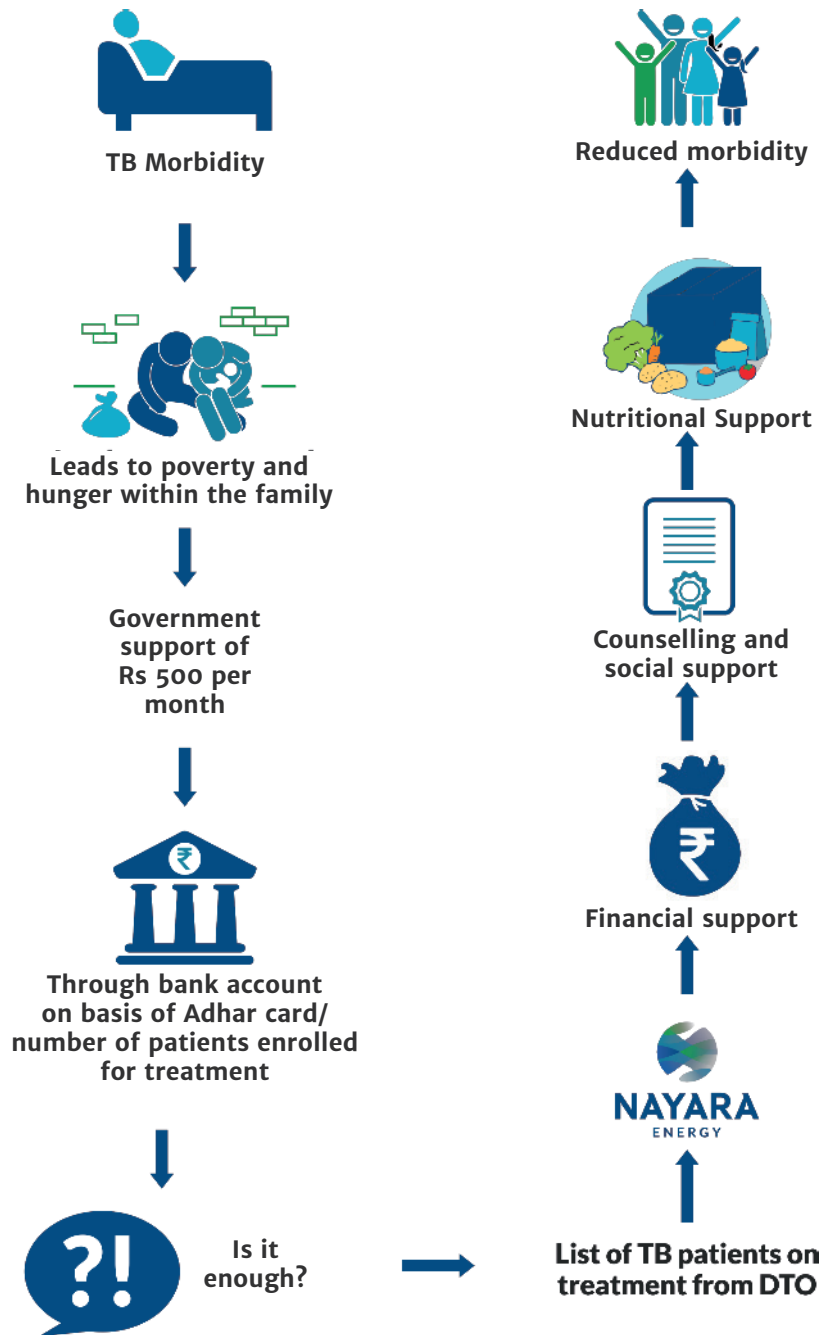 TB Morbidity
Leads to poverty and
hunger within the family
Government
support of
Rs 500 per
month
₹
Through bank account
on basis of Adhar card/
number of patients enrolled
for treatment
?!
Is it
enough?
List of TB patients on
treatment from DTO
NAYARA
ENERGY
₹
Financial support
Counselling and
social support
Nutritional Support
Reduced morbidity